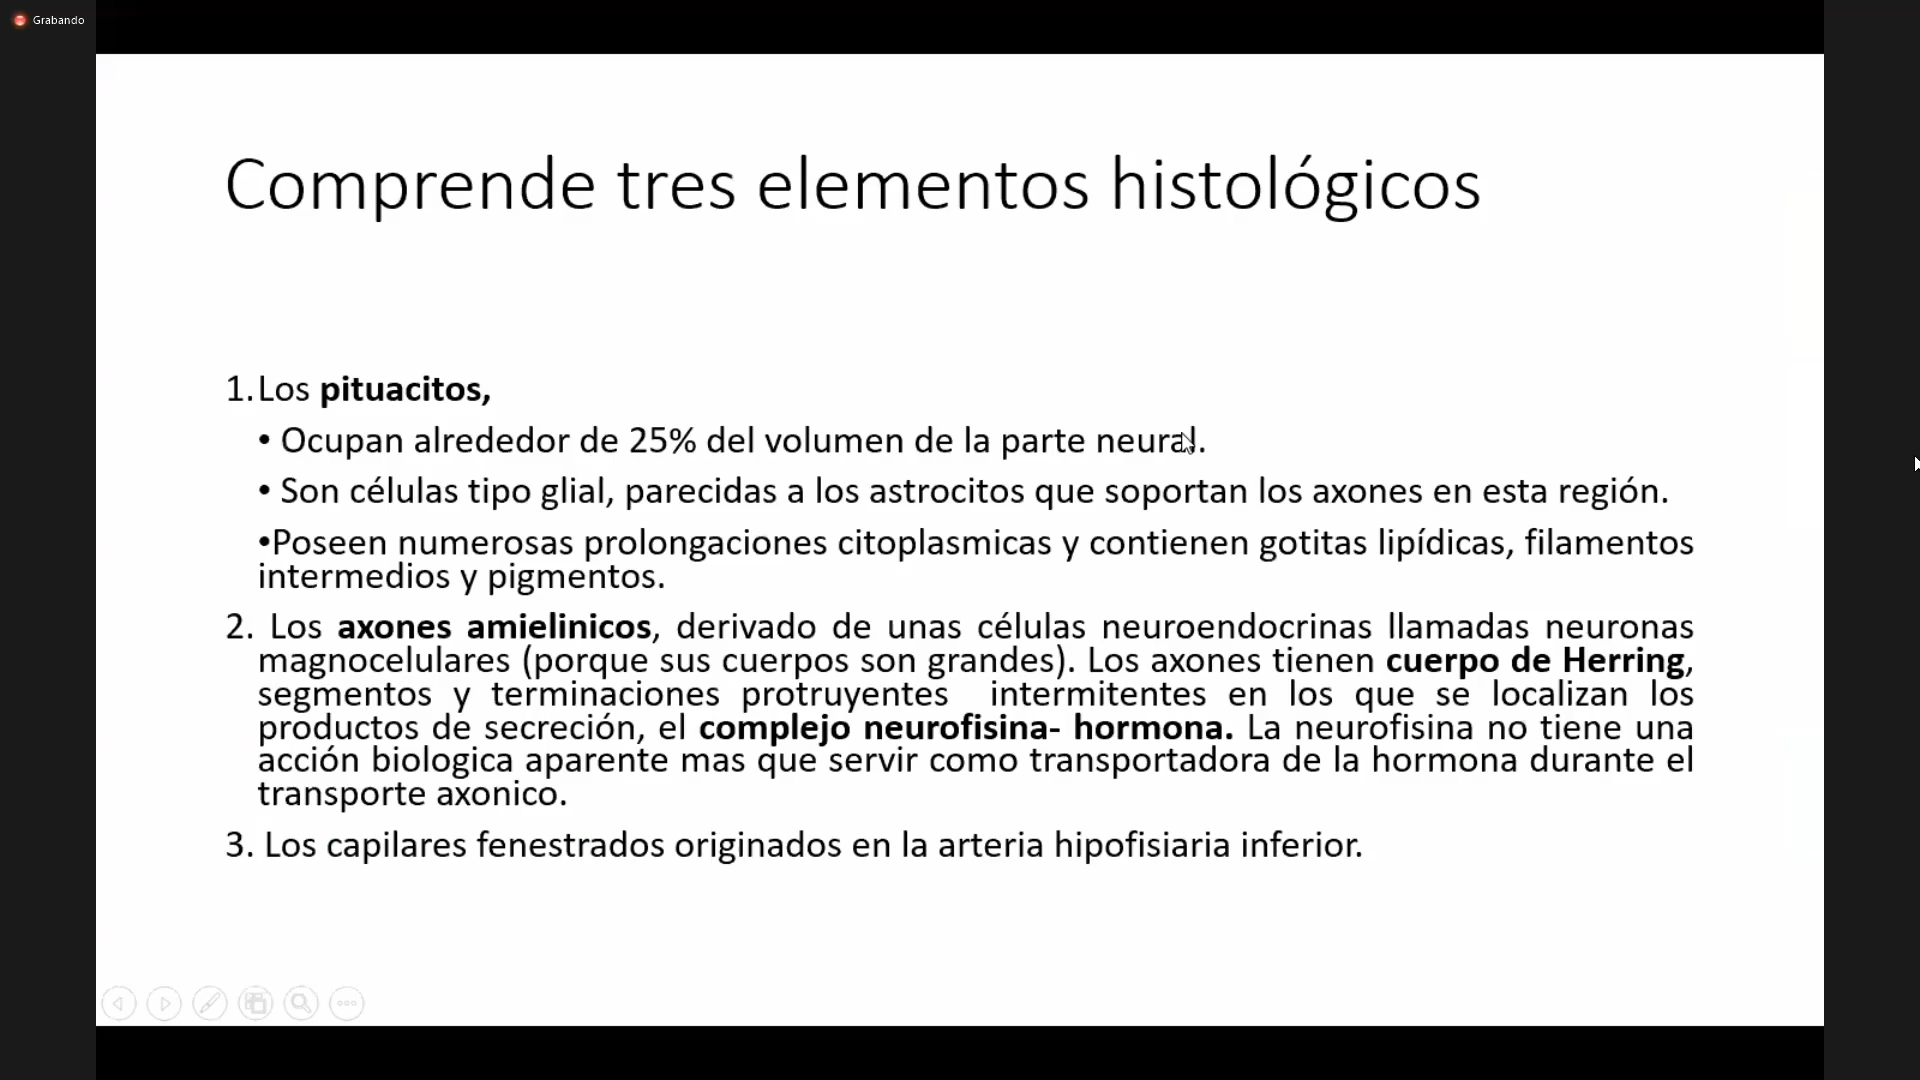 Grabando
Comprende tres elementos histológicos
1. Los pituacitos,
• Ocupan alrededor de 25% del volumen de la parte neural.
• Son células tipo glial, parecidas a los astrocitos que soportan los axones en esta región.
•Poseen numerosas prolongaciones citoplasmicas y contienen gotitas lipídicas, filamentos
intermedios y pigmentos.
2. Los axones amielinicos, derivado de unas células neuroendocrinas llamadas neuronas
magnocelulares (porque sus cuerpos son grandes). Los axones tienen cuerpo de Herring,
segmentos y terminaciones protruyentes intermitentes en los que se localizan los
productos de secreción, el complejo neurofisina- hormona. La neurofisina no tiene una
acción biologica aparente mas que servir como transportadora de la hormona durante el
transporte axonico.
3. Los capilares fenestrados originados en la arteria hipofisiaria inferior.